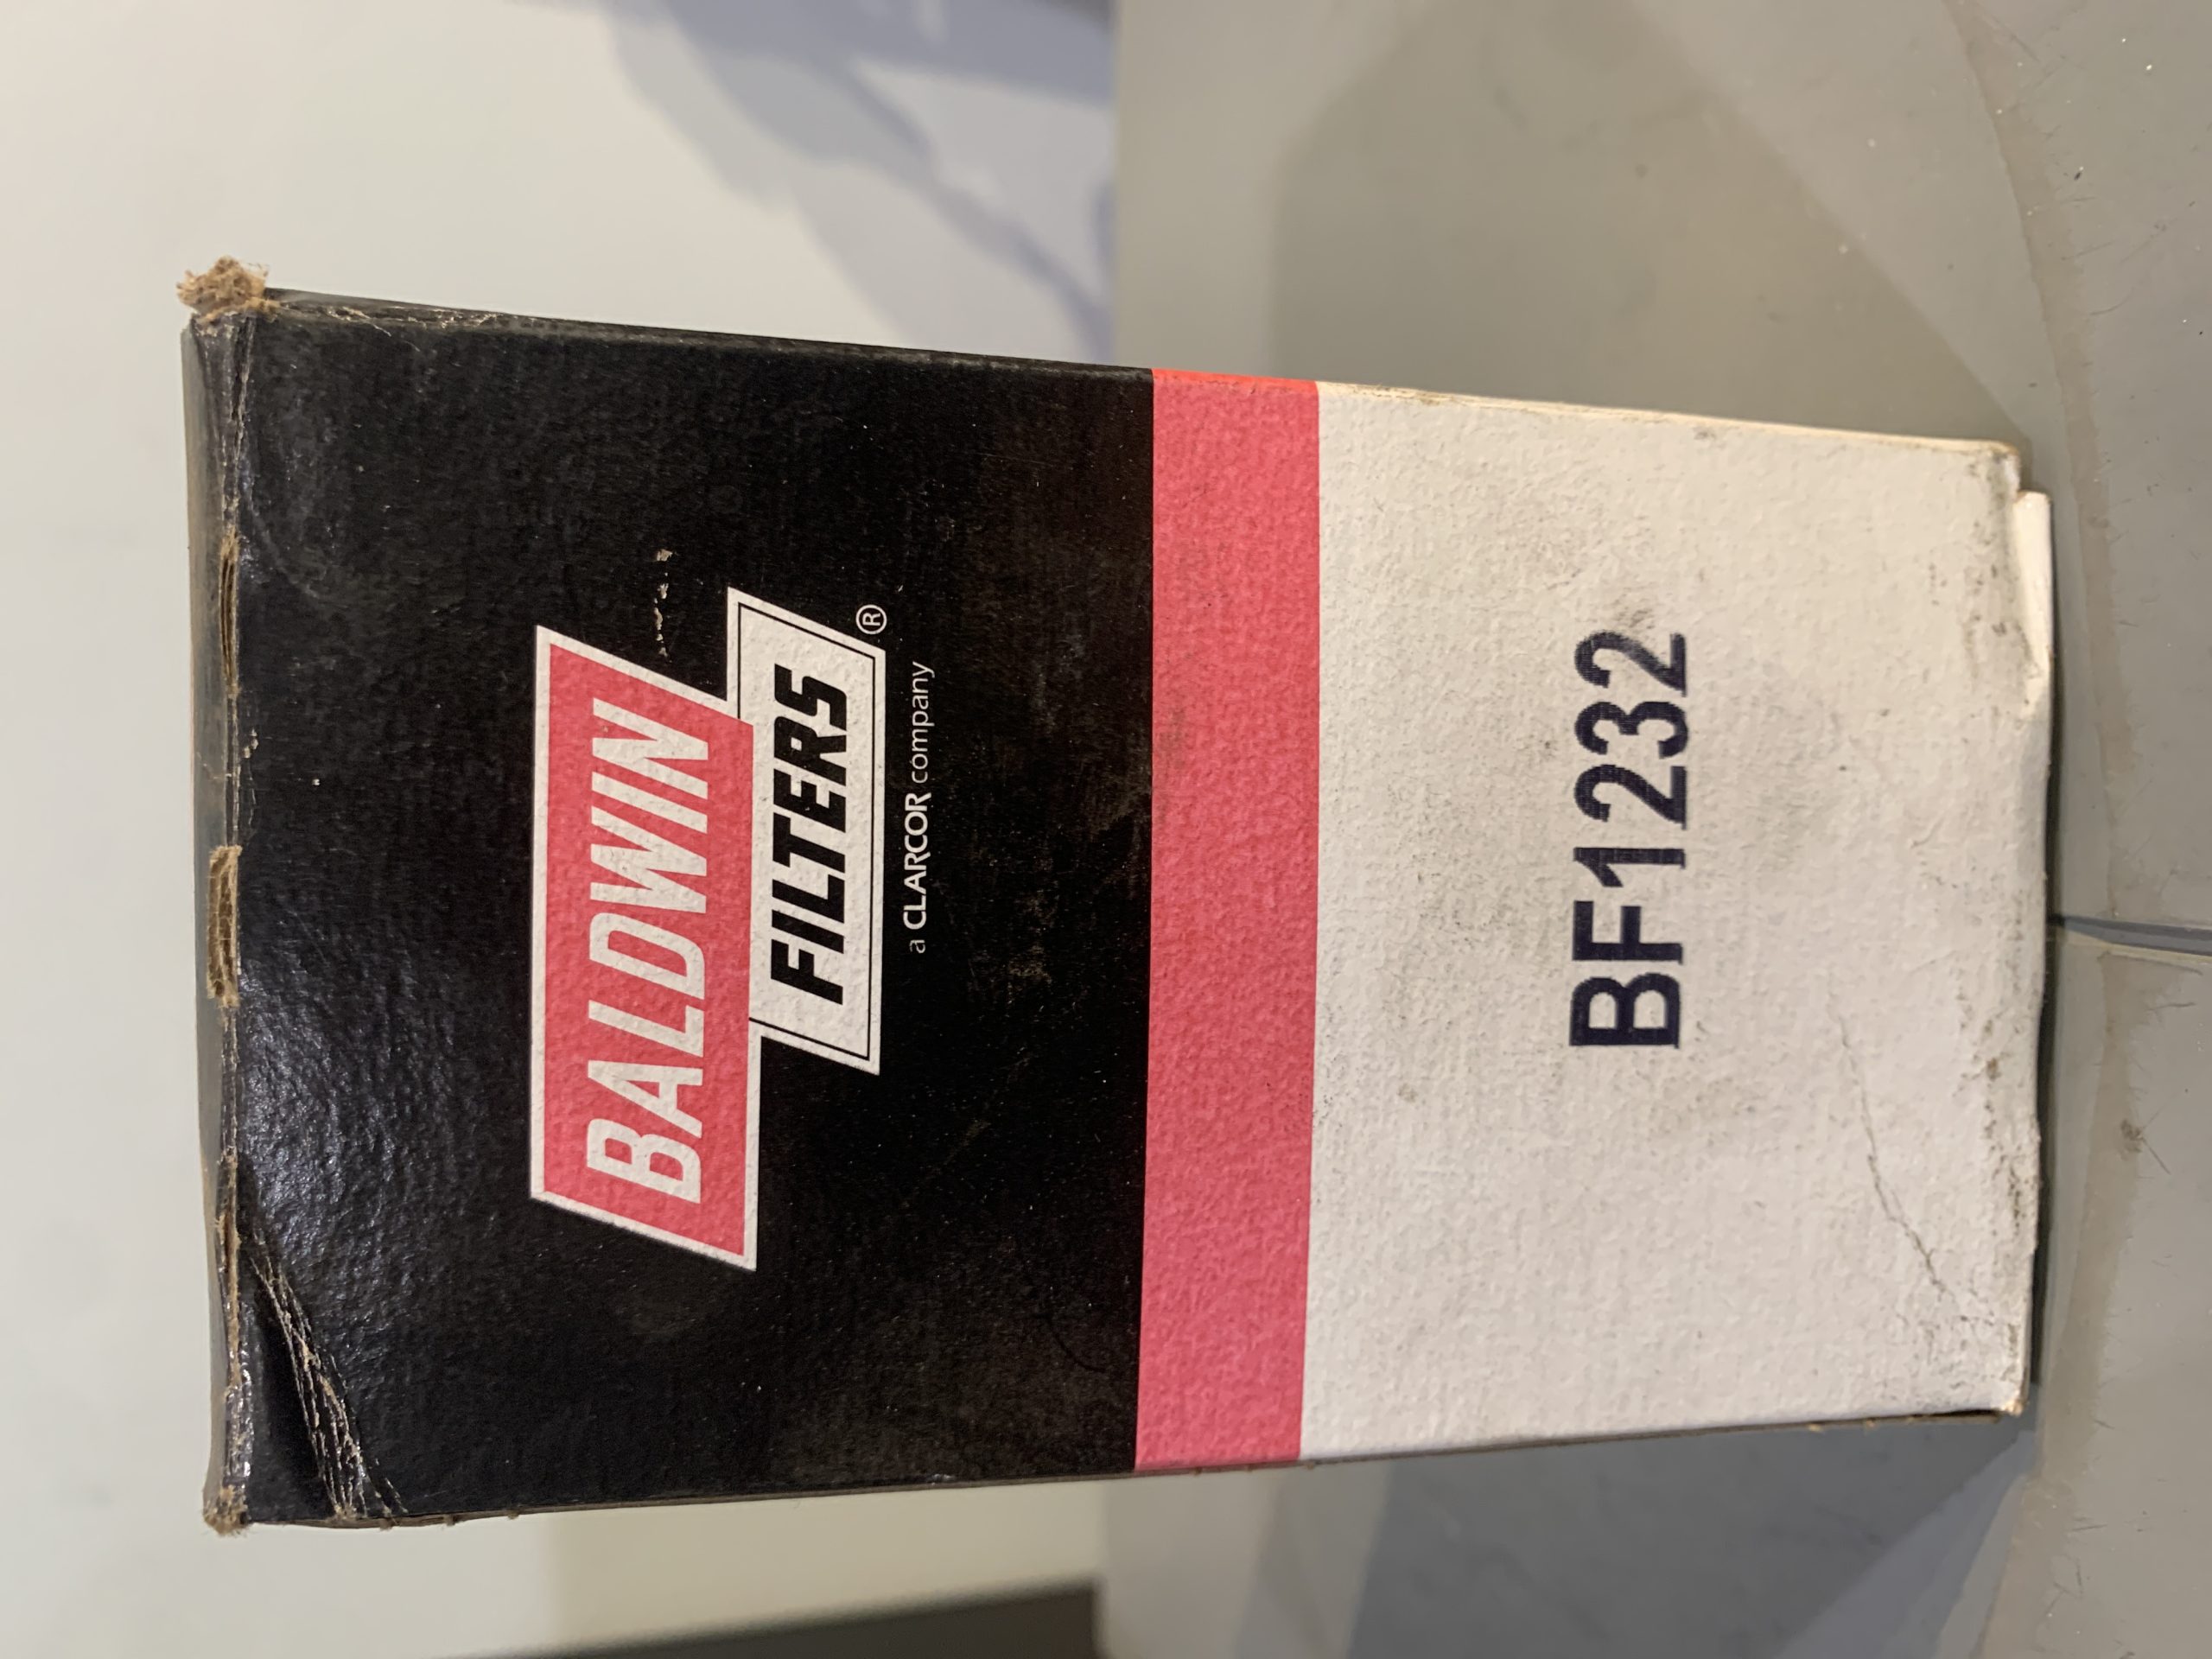 BALDWIN
FILTERS®
a CLARCOR company
BF1232